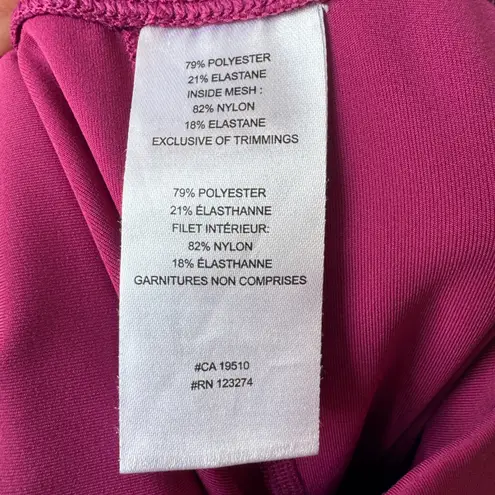 79% POLYESTER
21% ELASTANE
INSIDE MESH :
82% NYLON
18% ELASTANE
EXCLUSIVE OF TRIMMINGS
79% POLYESTER
21% ÉLASTHANNE
FILET INTÉRIEUR:
82% NYLON
18% ÉLASTHANNE
GARNITURES NON COMPRISES
#CA 19510
#RN 123274